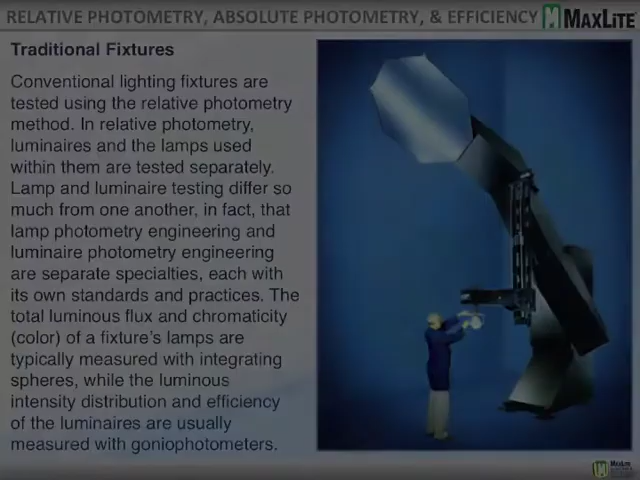 RELATIVE PHOTOMETRY, ABSOLUTE PHOTOMETRY, & EFFICIENCY
MAXLITE
Traditional Fixtures
Conventional lighting fixtures are
tested using the relative photometry
method. In relative photometry,
luminaires and the lamps used
within them are tested separately.
Lamp and luminaire testing differ so
much from one another, in fact, that
lamp photometry engineering and
luminaire photometry engineering
are separate specialties, each with
its own standards and practices. The
total luminous flux and chromaticity
(color) of a fixture's lamps are
typically measured with integrating
spheres, while the luminous
intensity distribution and efficiency
of the luminaires are usually
measured with goniophotometers.